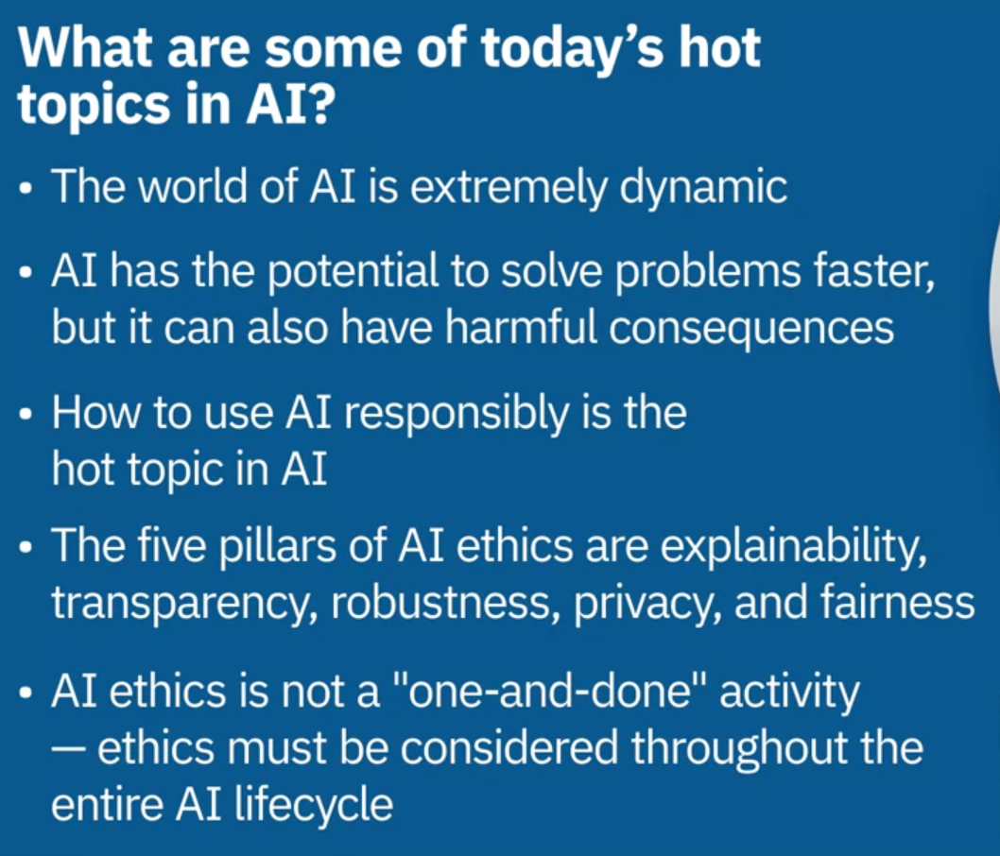 What are some of today’s hot
topics in AI?
• The world of AI is extremely dynamic
• AI has the potential to solve problems faster,
but it can also have harmful consequences
• How to use AI responsibly is the
hot topic in AI
• The five pillars of AI ethics are explainability,
transparency, robustness, privacy, and fairness
• AI ethics is not a "one-and-done" activity
— ethics must be considered throughout the
entire AI lifecycle